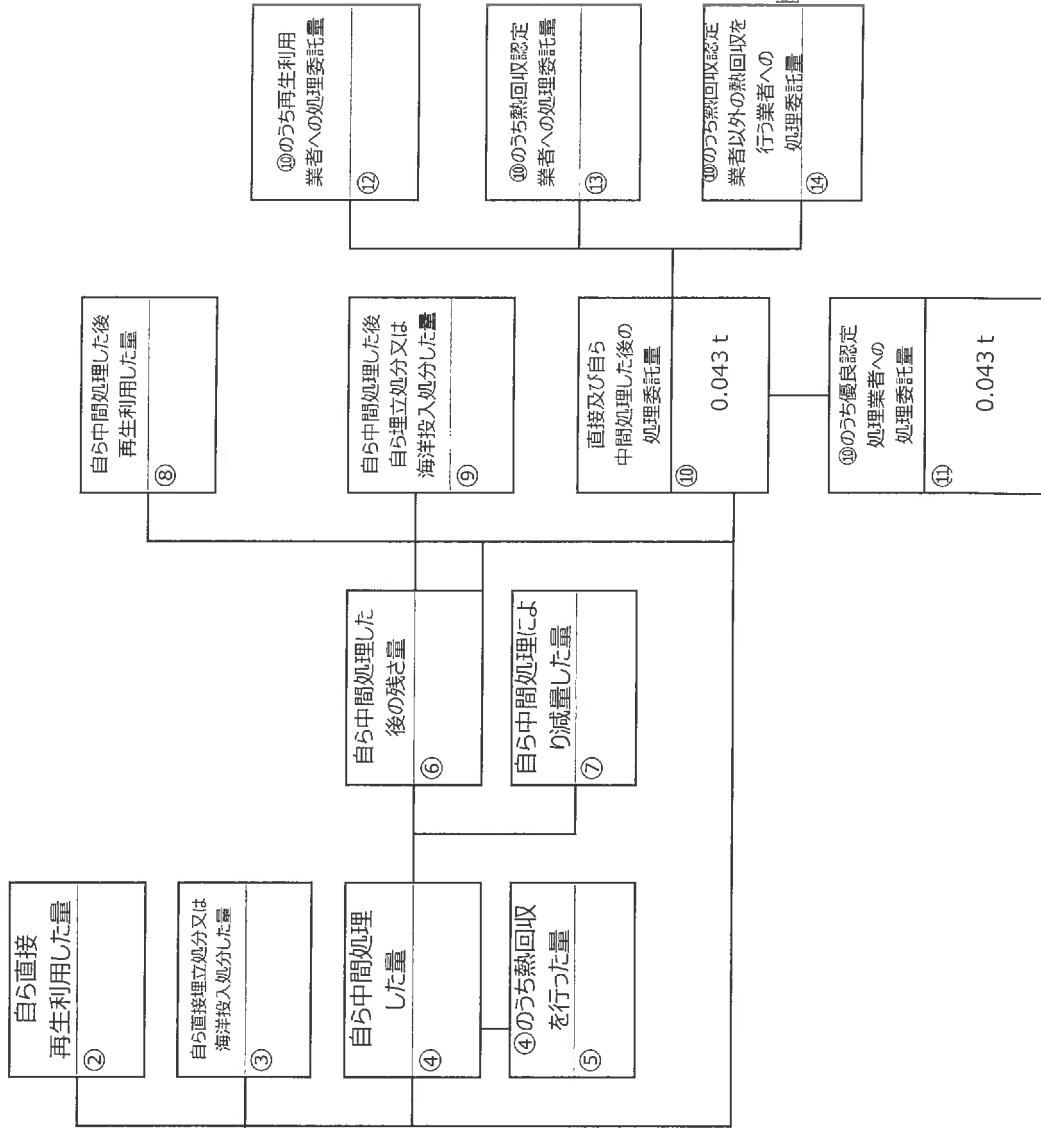 自ら直接
再生利用した量
②
自ら直接埋立処分又は
海洋投入処分した量
③
自ら中間処理
した量
④
④のうち熱回収
を行った量
⑤
自ら中間処理した
後の残さ量
⑥
自ら中間処理によ
り減量した量
⑦
自ら中間処理した後
再生利用した量
⑧
自ら中間処理した後
自ら埋立処分又は
海洋投入処分した量
⑨
直接及び自ら
中間処理した後の
処理委託量
⑩
0.043 t
⑩のうち優良認定
処理業者への
処理委託量
⑪
0.043 t
⑩のうち再生利用
業者への処理委託量
⑫
⑩のうち熱回収認定
業者への処理委託量
⑬
⑩のうち熱回収認定
業者以外の熱回収を
行う業者への
処理委託量
⑭